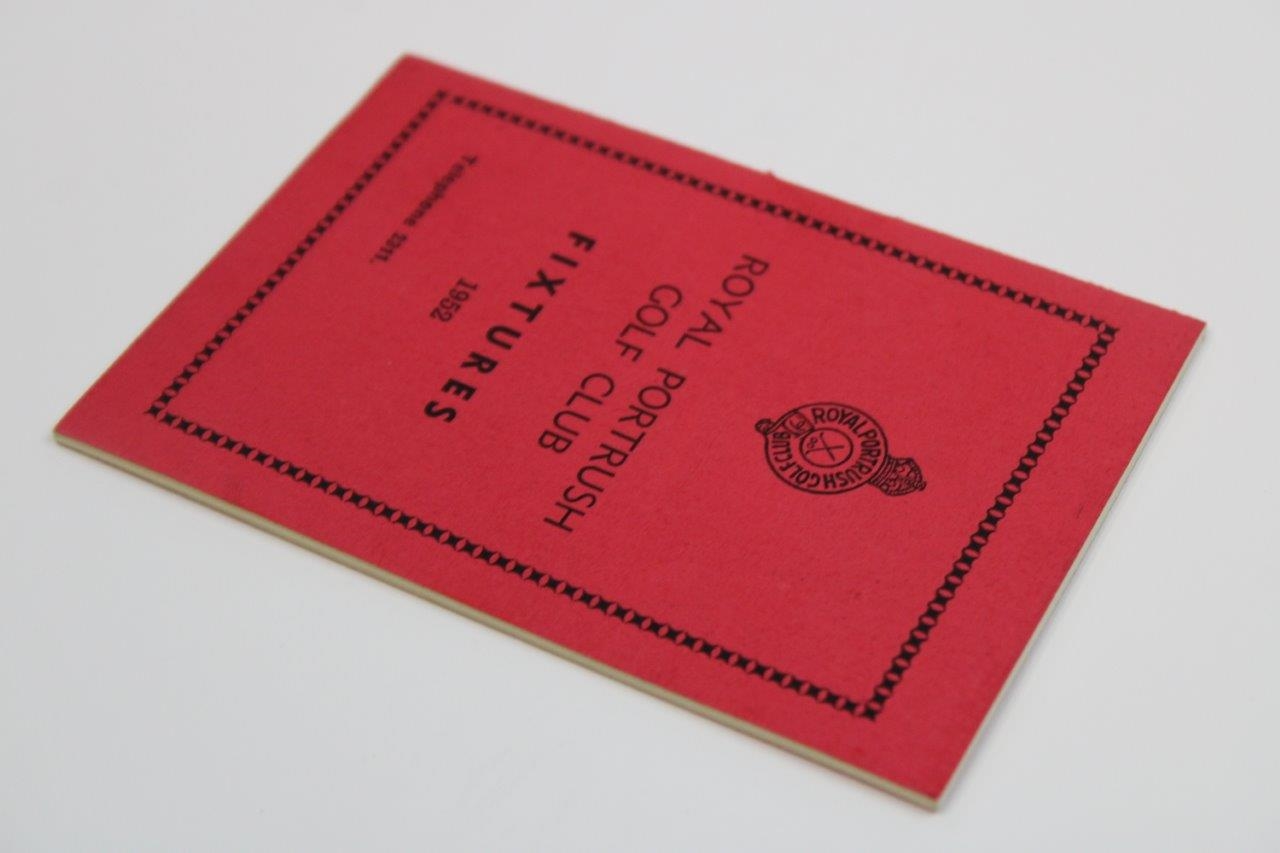 ROYAL PORTRUSH GOLF CLUB
ROYAL PORTRUSH
GOLF CLUB
FIXTURES
1952
Telephone 2311.